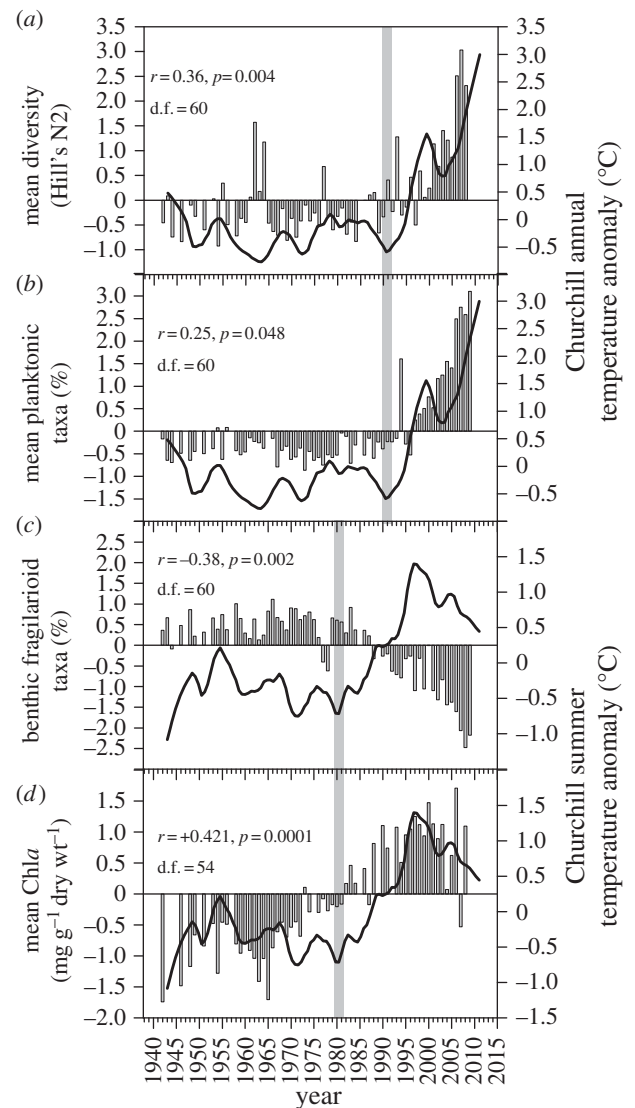 (a)
3.5
3.0
2.5
2.0
1.5
1.0
0.5
0
−0.5
−1.0
mean diversity
(Hill's N2)
r = 0.36, p = 0.004
d.f. = 60
3.5
3.0
2.5
2.0
1.5
1.0
0.5
0
−0.5
(b)
3.0
2.5
2.0
1.5
1.0
0.5
0
−0.5
−1.0
−1.5
mean planktonic
taxa (%)
r = 0.25, p = 0.048
d.f. = 60
3.0
2.5
2.0
1.5
1.0
0.5
0
−0.5
Churchill annual
temperature anomaly (°C)
(c)
2.5
2.0
1.5
1.0
0.5
0
−0.5
−1.0
−1.5
−2.0
−2.5
benthic fragilarioid
taxa (%)
r = −0.38, p = 0.002
d.f. = 60
1.5
1.0
0.5
0
−0.5
−1.0
(d)
1.5
1.0
0.5
0
−0.5
−1.0
−1.5
−2.0
mean Chla
(mg g−1 dry wt−1)
r = +0.421, p = 0.0001
d.f. = 54
1.5
1.0
0.5
0
−0.5
−1.0
−1.5
Churchill summer
temperature anomaly (°C)
1940 1945 1950 1955 1960 1965 1970 1975 1980 1985 1990 1995 2000 2005 2010 2015
year